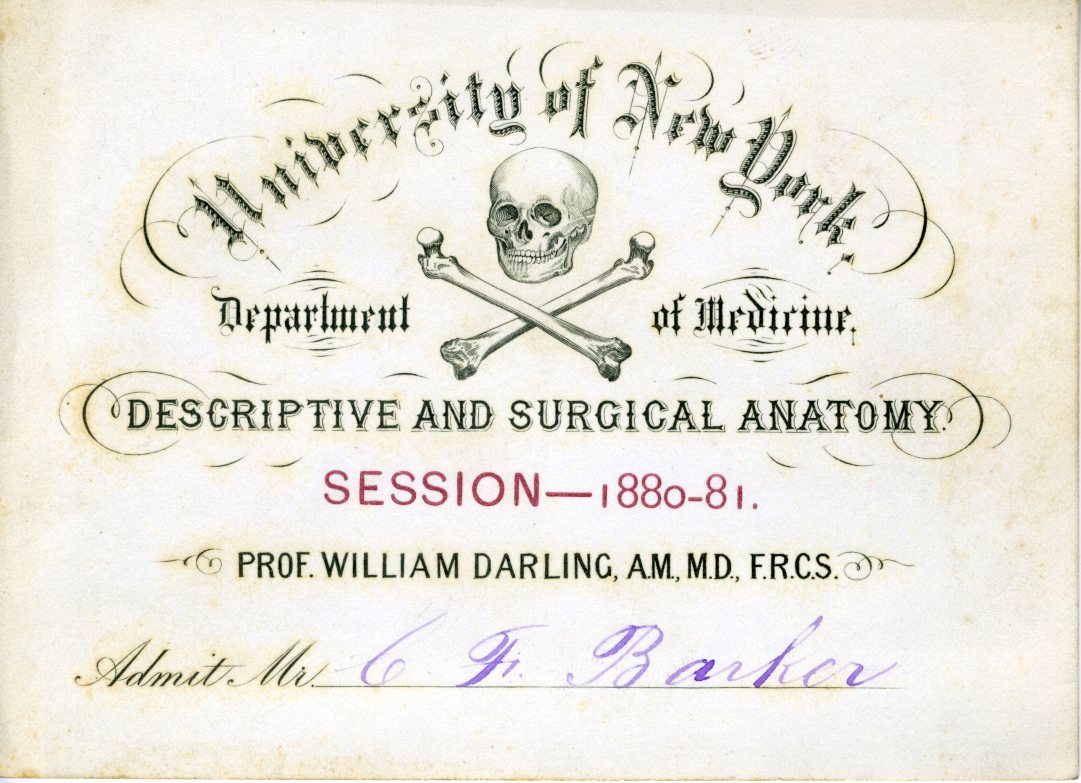 University of New York.
Department of Medicine.
DESCRIPTIVE AND SURGICAL ANATOMY.
SESSION—1880-81.
PROF. WILLIAM DARLING, A.M., M.D., F.R.C.S.
Admit Mr. C F. Barker